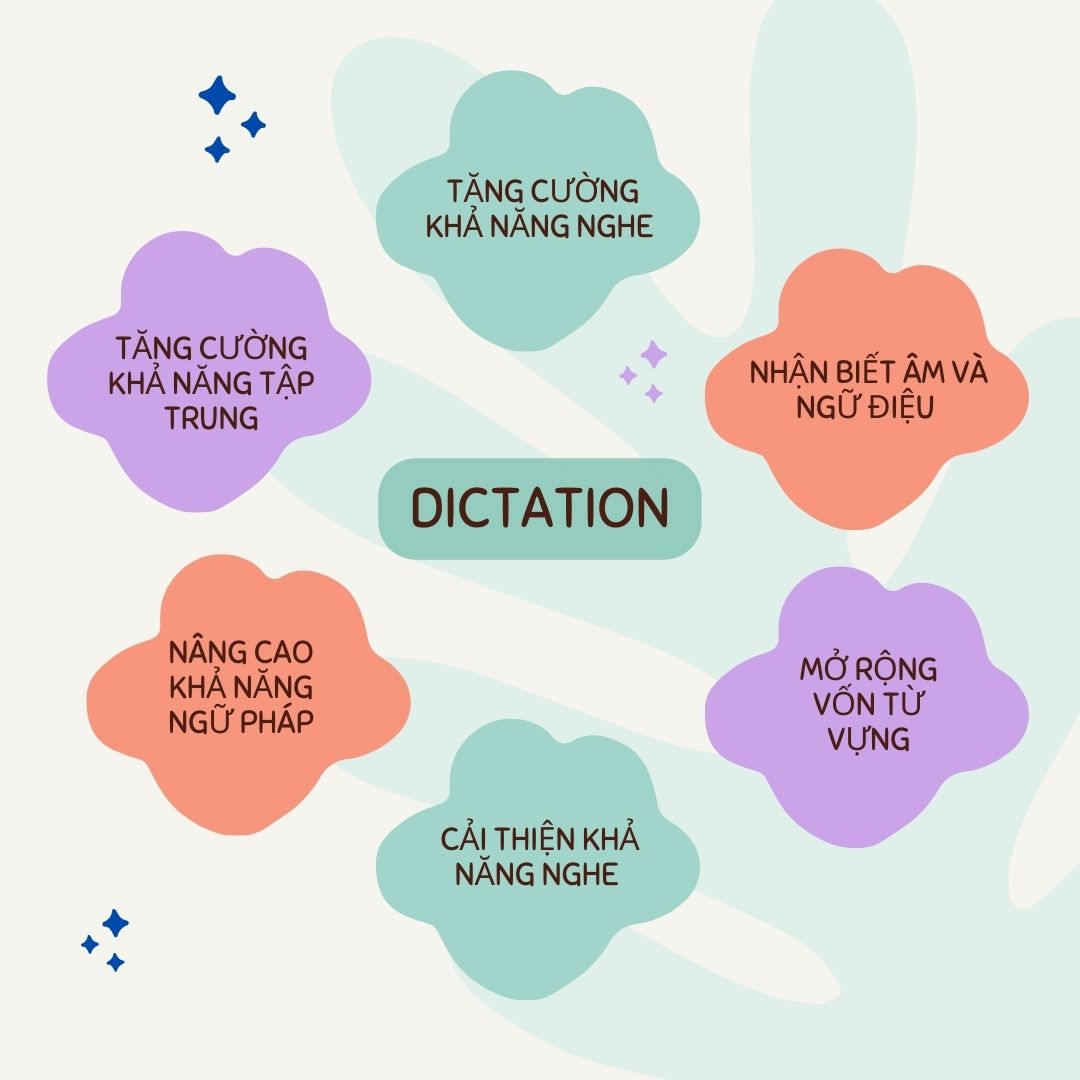 TĂNG CƯỜNG
KHẢ NĂNG NGHE
TĂNG CƯỜNG
KHẢ NĂNG TẬP
TRUNG
NHẬN BIẾT ÂM VÀ
NGỮ ĐIỆU
DICTATION
NÂNG CAO
KHẢ NĂNG
NGỮ PHÁP
MỞ RỘNG
VỐN TỪ
VỰNG
CẢI THIỆN KHẢ
NĂNG NGHE